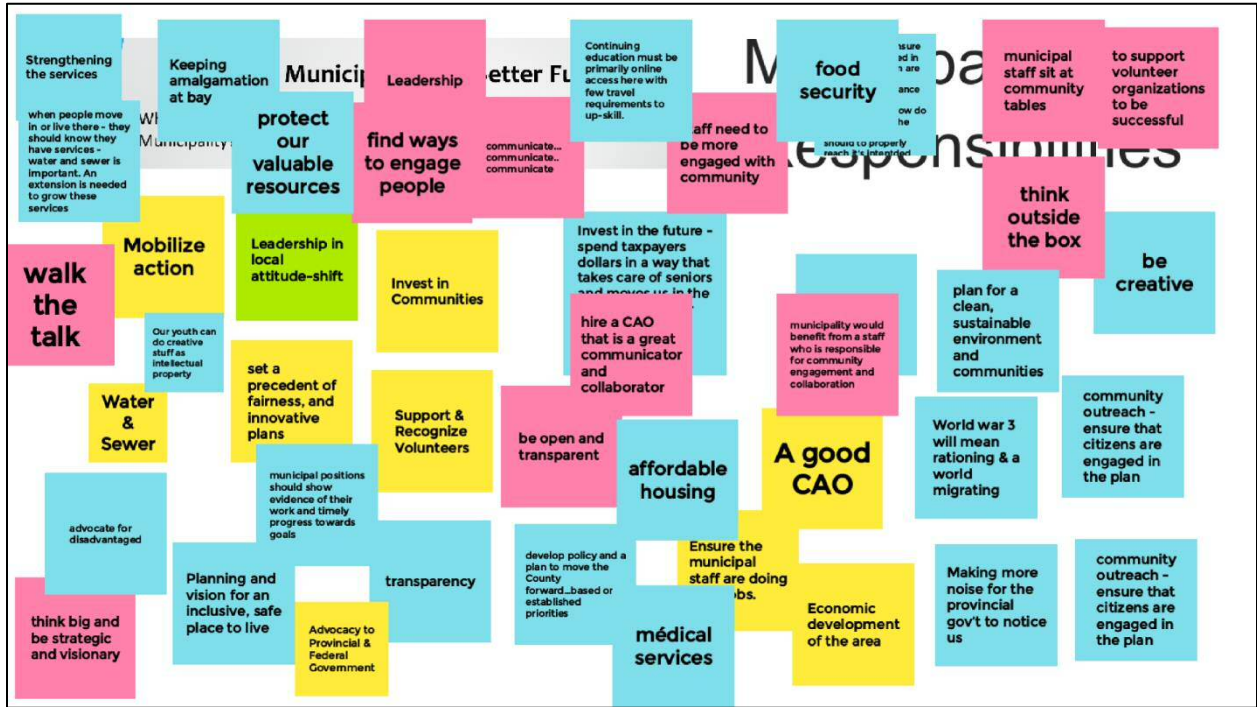 Strengthening
the services
when people move
in or live there - they
should know they
have services -
water and sewer is
important. An
extension is needed
to grow these
services
Keeping
amalgamation
at bay
Municipality?
protect
our
valuable
resources
Leadership
find ways
to engage
people
communicate...
communicate..
communicate
Continuing
education must be
primarily online
access here with
few travel
requirements to
up-skill.
staff need to
be more
engaged with
community
food
security
should to properly
reach it's intended
Responsibilities
municipal
staff sit at
community
tables
to support
volunteer
organizations
to be
successful
think
outside
the box
be
creative
walk
the
talk
Mobilize
action
Leadership in
local
attitude-shift
Invest in
Communities
Invest in the future -
spend taxpayers
dollars in a way that
takes care of seniors
and moves us in the
hire a CAO
that is a great
communicator
and
collaborator
municipality would
benefit from a staff
who is responsible
for community
engagement and
collaboration
plan for a
clean,
sustainable
environment
and
communities
Our youth can
do creative
stuff as
intellectual
property
Water
&
Sewer
set a
precedent of
fairness, and
innovative
plans
Support &
Recognize
Volunteers
be open and
transparent
affordable
housing
A good
CAO
World war 3
will mean
rationing & a
world
migrating
community
outreach -
ensure that
citizens are
engaged in
the plan
advocate for
disadvantaged
municipal positions
should show
evidence of their
work and timely
progress towards
goals
transparency
think big and
be strategic
and visionary
Planning and
vision for an
inclusive, safe
place to live
Advocacy to
Provincial &
Federal
Government
develop policy and a
plan to move the
County
forward...based or
established
priorities
médical
services
Ensure the
municipal
staff are doing
Economic
development
of the area
Making more
noise for the
provincial
gov't to notice
us
community
outreach -
ensure that
citizens are
engaged in
the plan